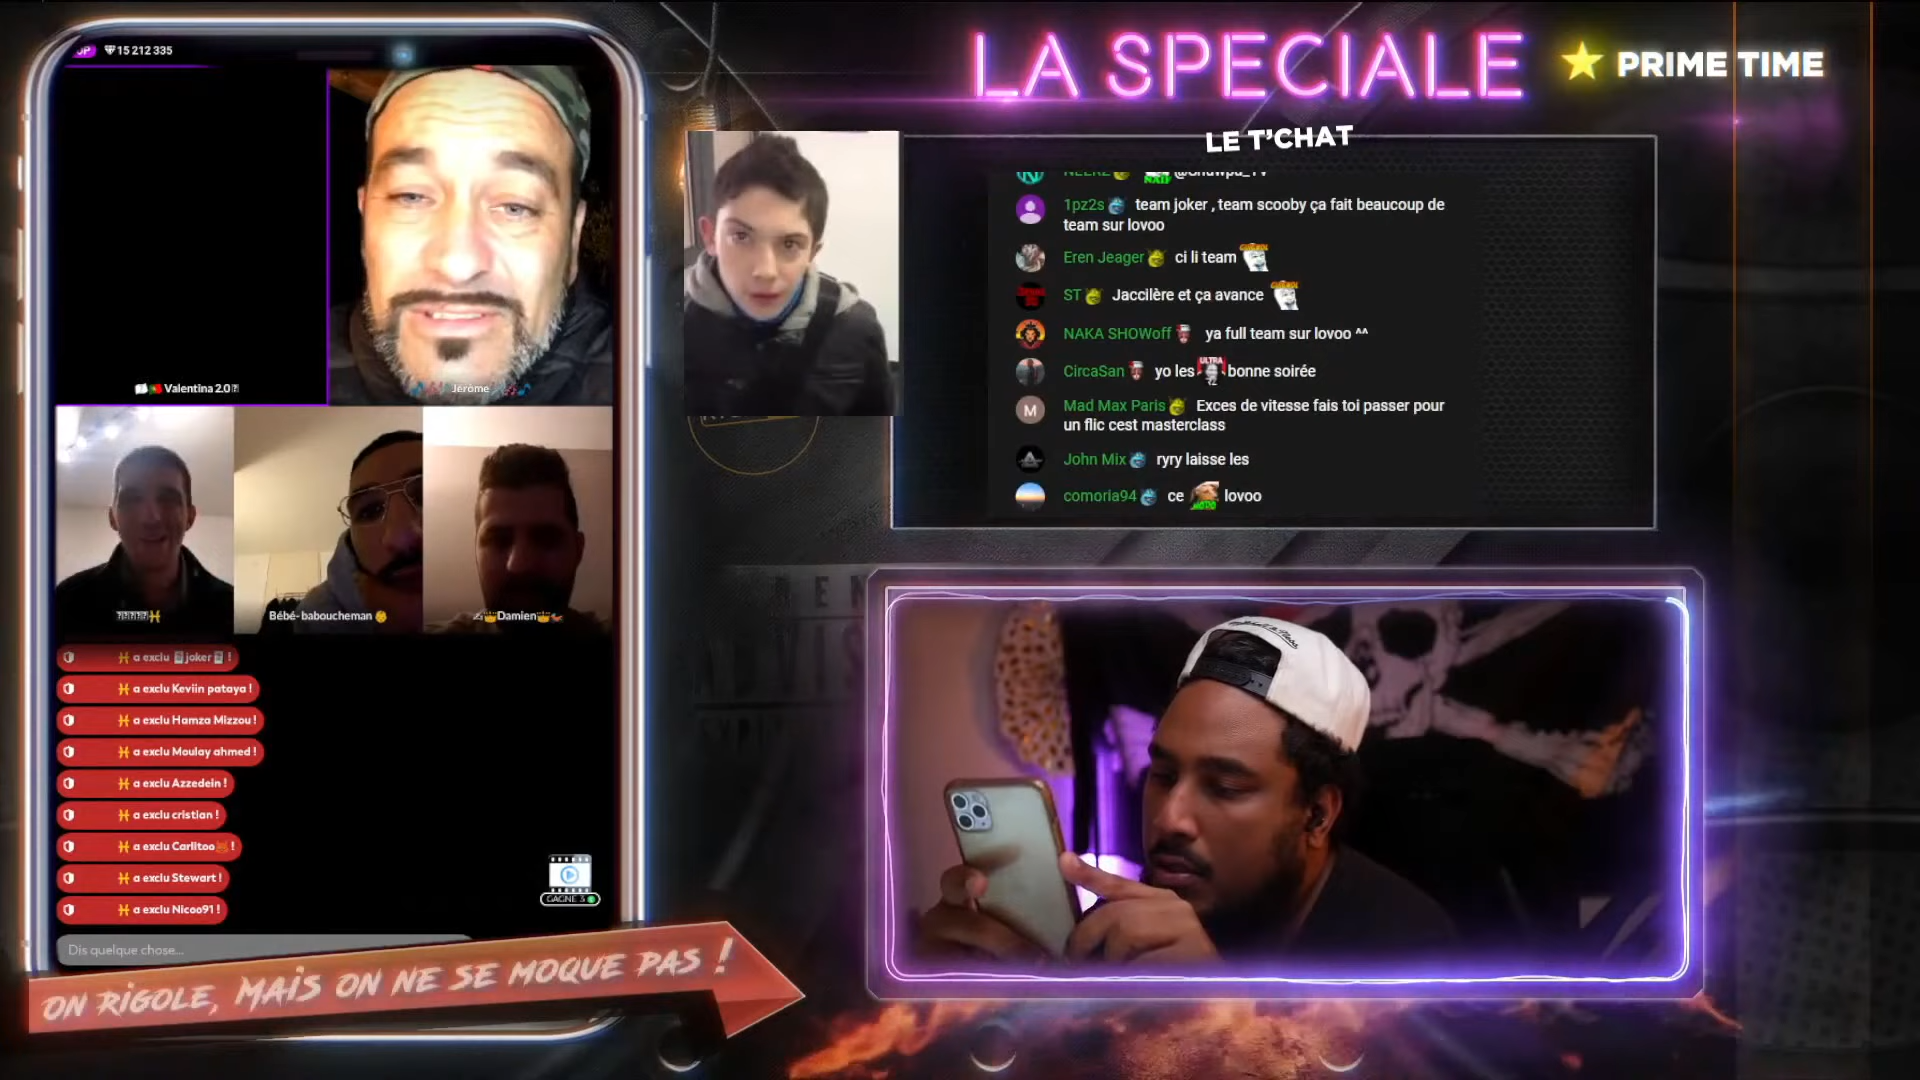 15 212 335
LA SPECIALE
PRIME TIME
LE T'CHAT
1pz2s team joker , team scooby ça fait beaucoup de
team sur lovoo
Eren Jeager ci li team
ST Jaccilère et ça avance
NAKA SHOWoff ya full team sur lovoo ^^
CircaSan yo les ULTRA bonne soirée
Mad Max Paris Exces de vitesse fais toi passer pour
un flic cest masterclass
John Mix ryry laisse les
comoria94 ce lovoo
M
Valentina 2.0
Jérôme
Bébé-baboucheman
Damien
a exclu joker !
a exclu Keviin pataya !
a exclu Hamza Mizzou !
a exclu Moulay ahmed !
a exclu Azzedein !
a exclu cristian !
a exclu Carlitoo !
a exclu Stewart !
a exclu Nicoo91 !
GAGNE 3
Dis quelque chose...
ON RIGOLE, MAIS ON NE SE MOQUE PAS !